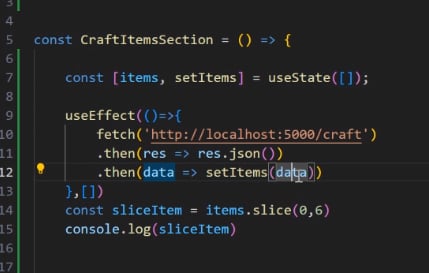 3
4
5 const CraftItemsSection = () => {
6
7 const [items, setItems] = useState([]);
8
9 useEffect(()=>{
10 fetch('http://localhost:5000/craft')
11 .then(res => res.json())
12 .then(data => setItems(data))
13 },[])
14 const sliceItem = items.slice(0,6)
15 console.log(sliceItem)
16
17